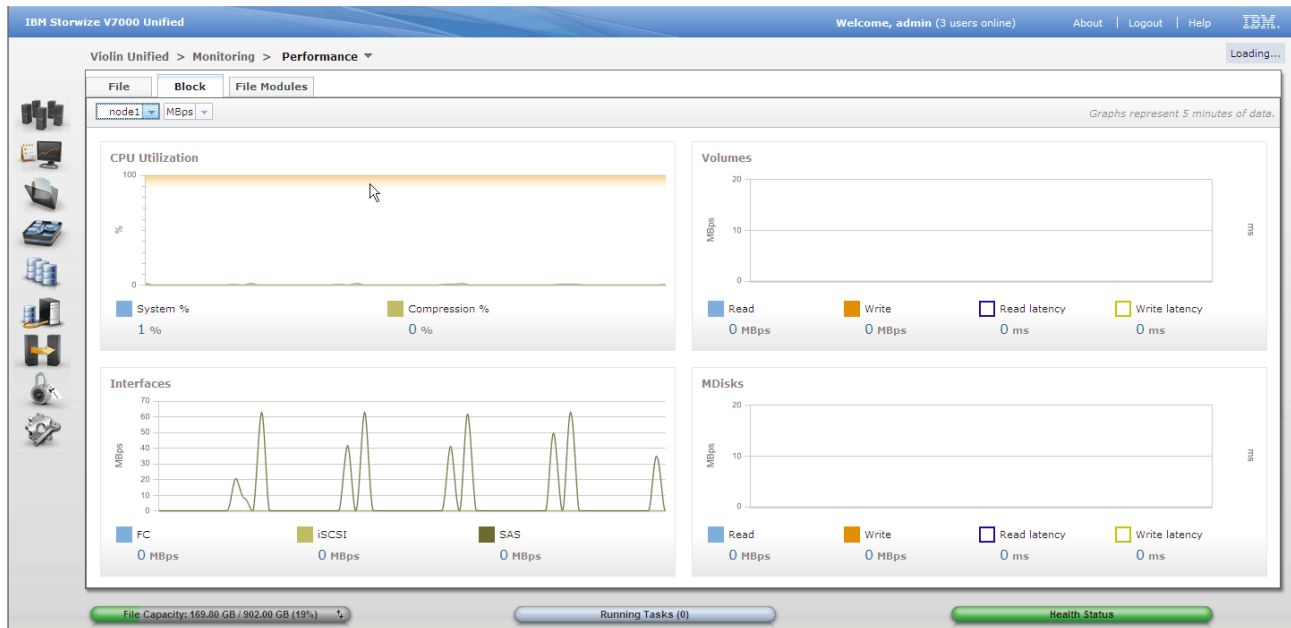 IBM Storwize V7000 Unified Welcome, admin (3 users online) About | Logout | Help IBM.
Violin Unified > Monitoring > Performance Loading...
File Block File Modules
node1 MBps Graphs represent 5 minutes of data.
CPU Utilization
100
%
0
System % Compression %
1 % 0 %
Volumes
20
MBps
10
ms
0
Read Write Read latency Write latency
0 MBps 0 MBps 0 ms 0 ms
Interfaces
70
60
50
MBps
40
30
20
10
0
FC iSCSI SAS
0 MBps 0 MBps 0 MBps
MDisks
20
MBps
10
ms
0
Read Write Read latency Write latency
0 MBps 0 MBps 0 ms 0 ms
File Capacity: 169.80 GB / 902.00 GB (19%) Running Tasks (0) Health Status